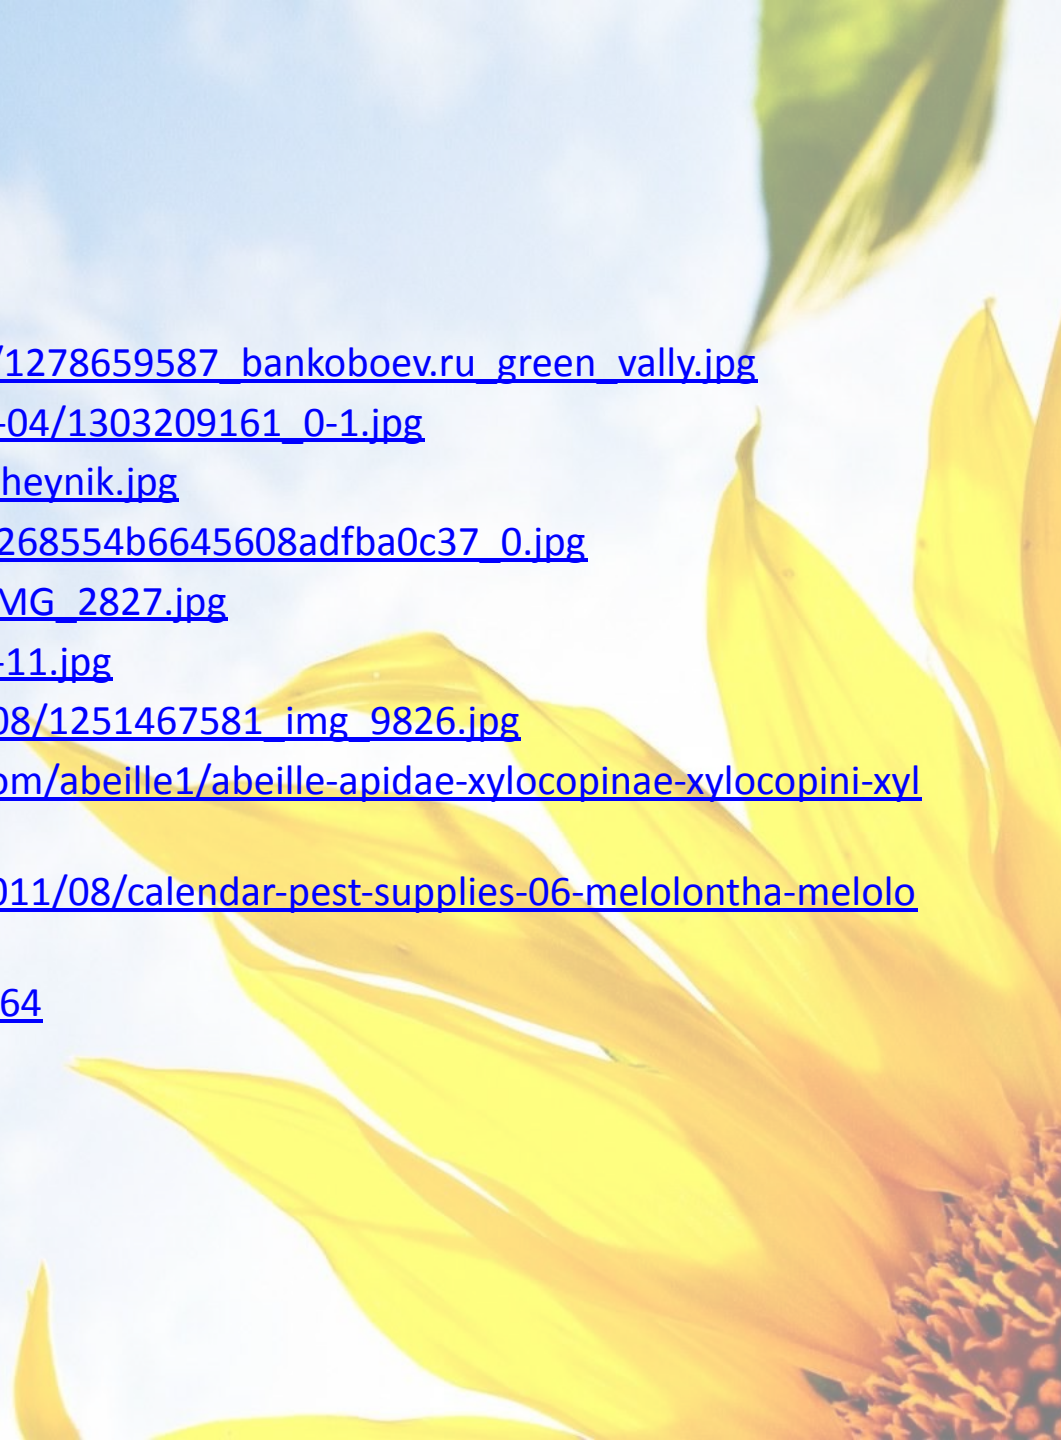 /1278659587_bankoboev.ru_green_vally.jpg
-04/1303209161_0-1.jpg
heynik.jpg
268554b6645608adfba0c37_0.jpg
MG_2827.jpg
-11.jpg
08/1251467581_img_9826.jpg
om/abeille1/abeille-apidae-xylocopinae-xylocopini-xyl
011/08/calendar-pest-supplies-06-melolontha-melolo
64